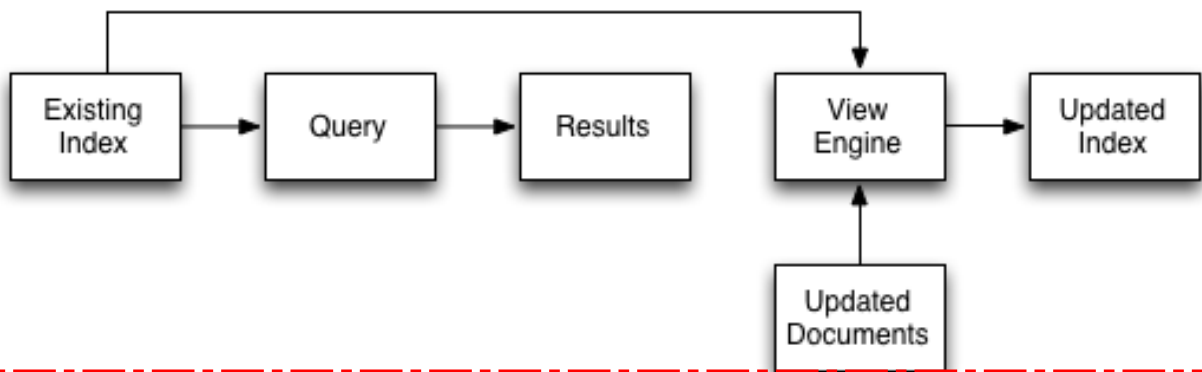 Existing
Index
Query
Results
View
Engine
Updated
Index
Updated
Documents